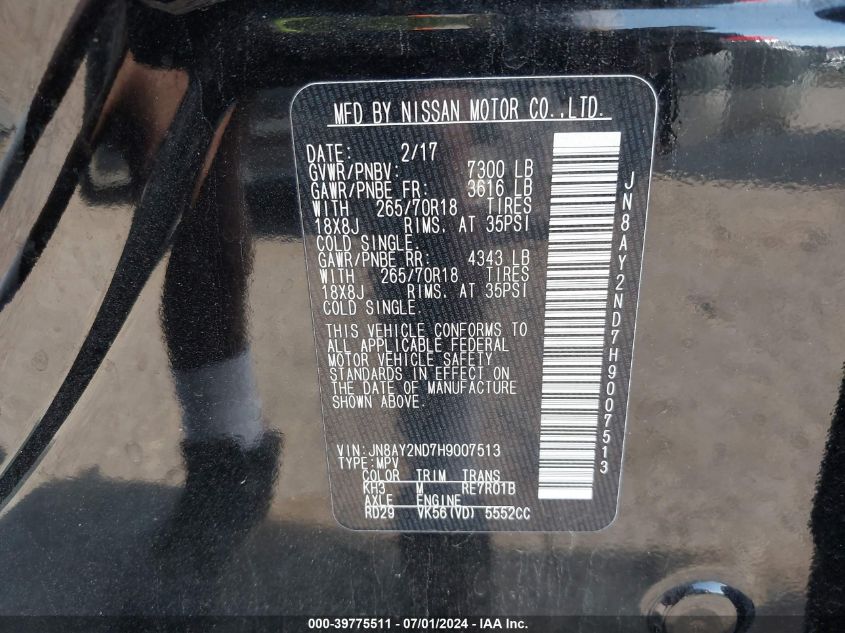 MFD BY NISSAN MOTOR CO.,LTD.
DATE: 2/17
GVWR/PNBV: 7300 LB
GAWR/PNBE FR: 3616 LB
WITH 265/70R18 TIRES
18X8J RIMS. AT 35PSI
COLD SINGLE.
GAWR/PNBE RR: 4343 LB
WITH 265/70R18 TIRES
18X8J RIMS. AT 35PSI
COLD SINGLE.
THIS VEHICLE CONFORMS TO
ALL APPLICABLE FEDERAL
MOTOR VEHICLE SAFETY
STANDARDS IN EFFECT ON
THE DATE OF MANUFACTURE
SHOWN ABOVE.
VIN:JN8AY2ND7H9007513
TYPE:MPV
COLOR TRIM TRANS
KH3 M RE7R01B
AXLE ENGINE
RD29 VK56(VD) 5552CC
JN8AY2ND7H9007513
000-39775511 - 07/01/2024 - IAAI.com